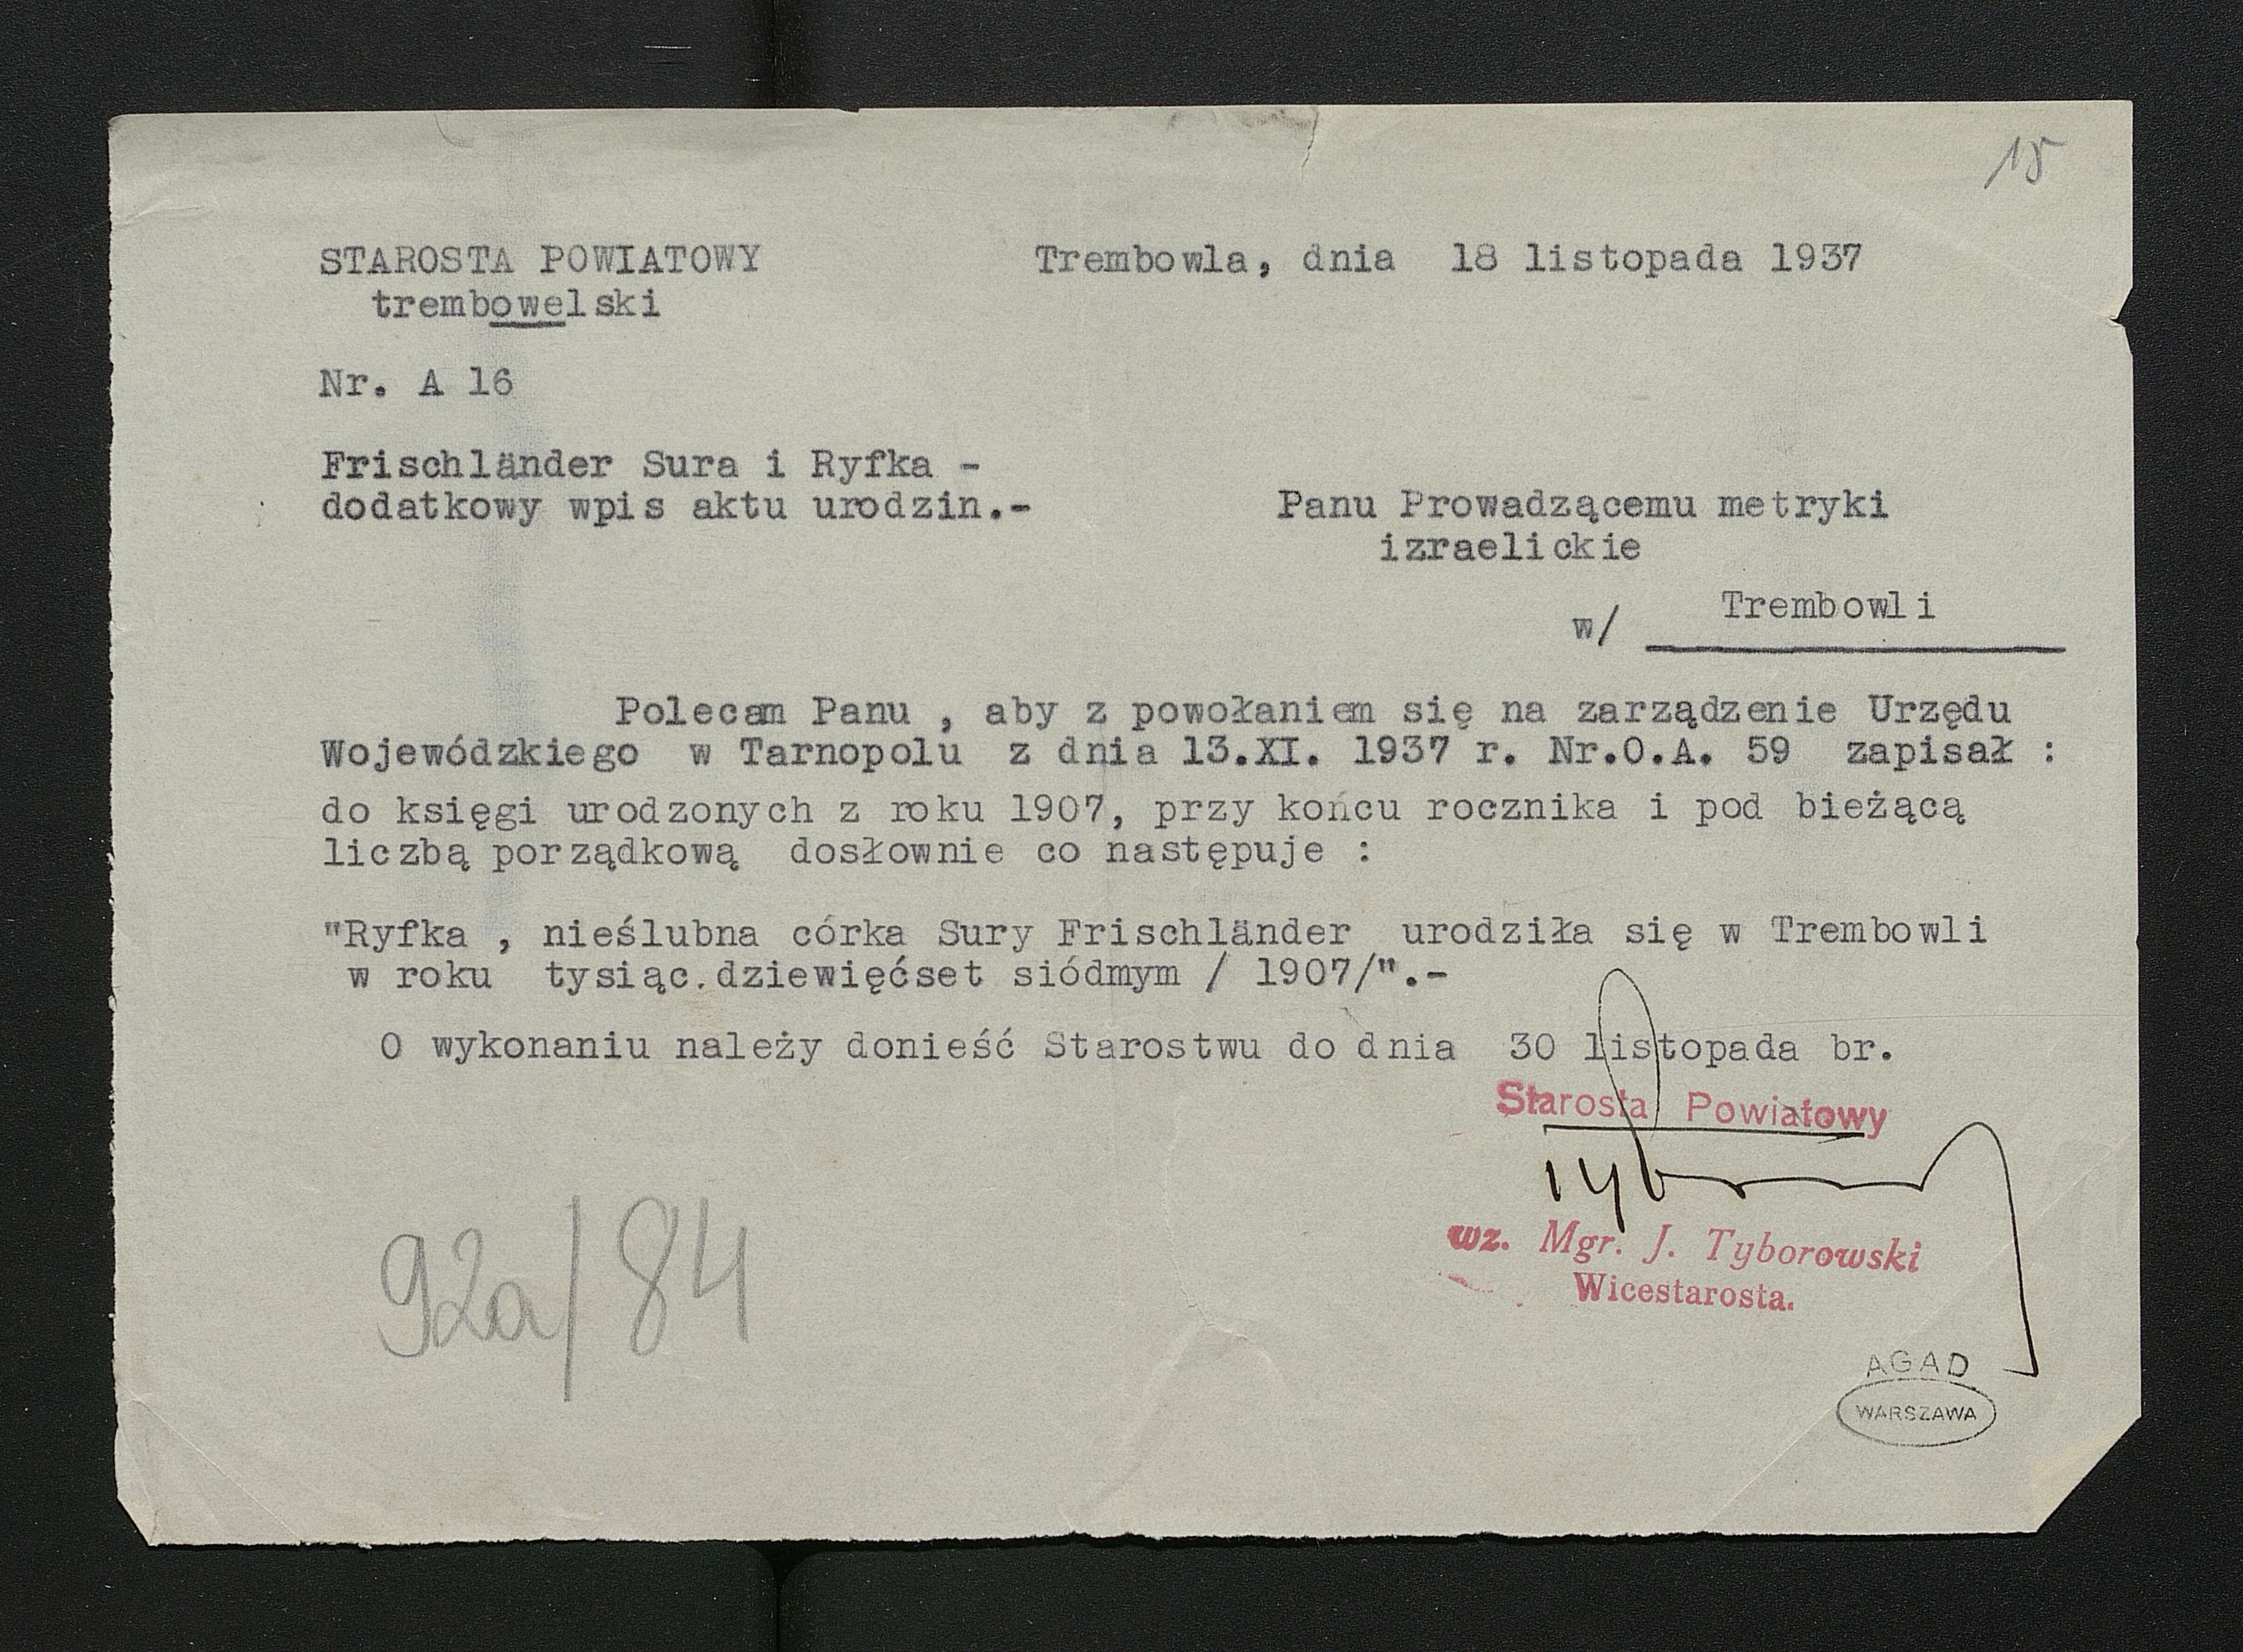 15
STAROSTA POWIATOWY
trembowelski
Trembowla, dnia 18 listopada 1937
Nr. A 16
Frischländer Sura i Ryfka -
dodatkowy wpis aktu urodzin.-
Panu Prowadzącemu metryki
izraelickie
w/ Trembowli
Polecam Panu , aby z powołaniem się na zarządzenie Urzędu
Wojewódzkiego w Tarnopolu z dnia 13.XI. 1937 r. Nr.O.A. 59 zapisał :
do księgi urodzonych z roku 1907, przy końcu rocznika i pod bieżącą
liczbą porządkową dosłownie co następuje :
"Ryfka , nieślubna córka Sury Frischländer urodziła się w Trembowli
w roku tysiąc.dziewięćset siódmym / 1907/".-
O wykonaniu należy donieść Starostwu do dnia 30 listopada br.
Starosta Powiatowy
wz. Mgr. J. Tyborowski
Wicestarosta.
92a/84
AGAD
WARSZAWA